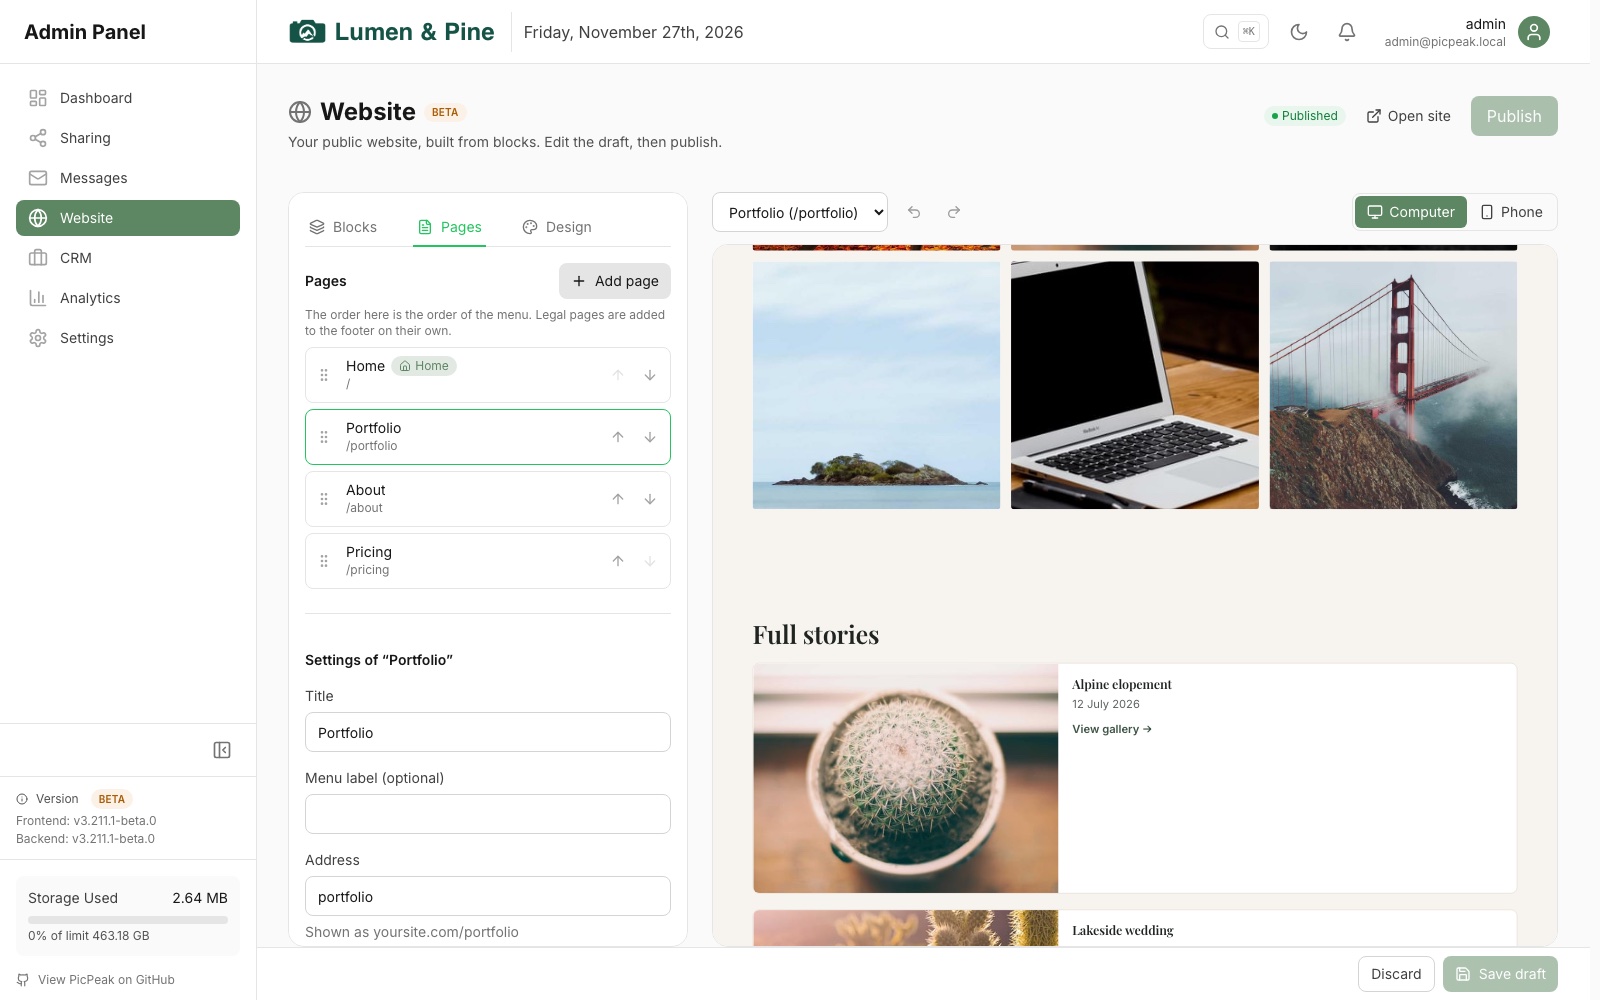 Admin Panel
Lumen & Pine
Friday, November 27th, 2026
⌘K
admin
admin@picpeak.local
Dashboard
Sharing
Messages
Website
CRM
Analytics
Settings
Website BETA
Your public website, built from blocks. Edit the draft, then publish.
Published
Open site
Publish
Blocks
Pages
Design
Pages
Add page
The order here is the order of the menu. Legal pages are added
to the footer on their own.
Home Home
/
Portfolio
/portfolio
About
/about
Pricing
/pricing
Settings of “Portfolio”
Title
Portfolio
Menu label (optional)
Address
portfolio
Shown as yoursite.com/portfolio
Portfolio (/portfolio)
Computer
Phone
Full stories
Alpine elopement
12 July 2026
View gallery →
Lakeside wedding
Version BETA
Frontend: v3.211.1-beta.0
Backend: v3.211.1-beta.0
Storage Used 2.64 MB
0% of limit 463.18 GB
View PicPeak on GitHub
Discard
Save draft